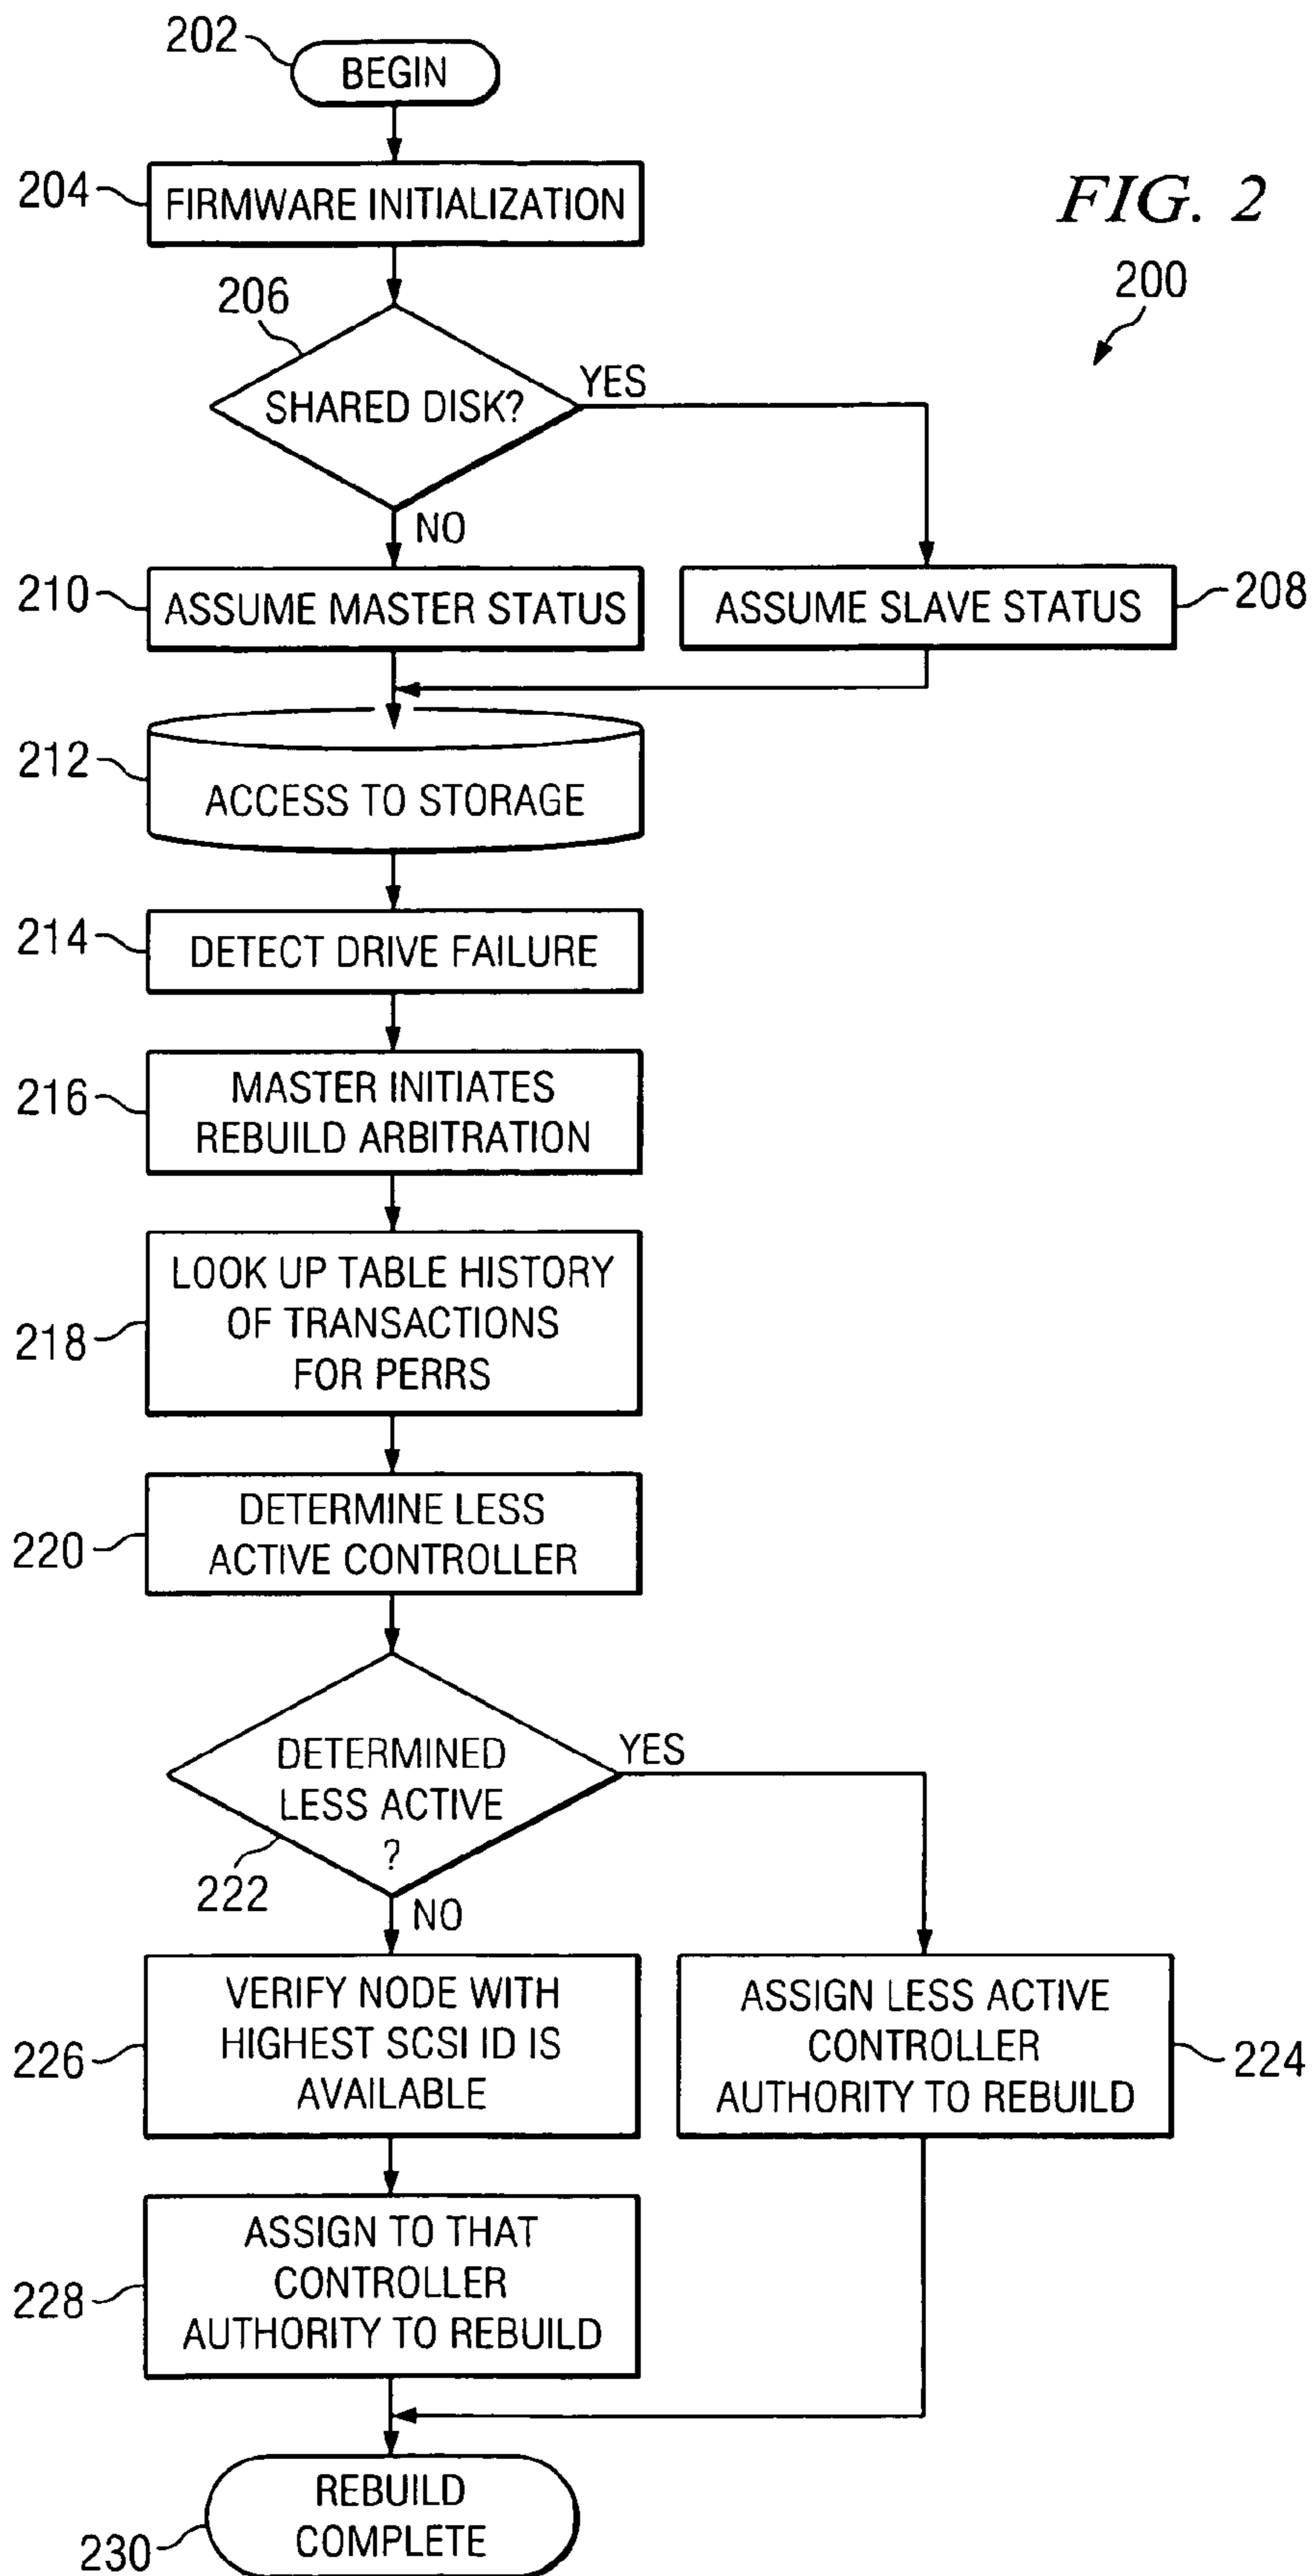 202
BEGIN
204
FIRMWARE INITIALIZATION
FIG. 2
200
206
SHARED DISK?
YES
NO
210
ASSUME MASTER STATUS
ASSUME SLAVE STATUS
208
212
ACCESS TO STORAGE
214
DETECT DRIVE FAILURE
216
MASTER INITIATES
REBUILD ARBITRATION
218
LOOK UP TABLE HISTORY
OF TRANSACTIONS
FOR PERRS
220
DETERMINE LESS
ACTIVE CONTROLLER
DETERMINED
LESS ACTIVE
?
YES
222
NO
226
VERIFY NODE WITH
HIGHEST SCSI ID IS
AVAILABLE
ASSIGN LESS ACTIVE
CONTROLLER
AUTHORITY TO REBUILD
224
228
ASSIGN TO THAT
CONTROLLER
AUTHORITY TO REBUILD
REBUILD
COMPLETE
230